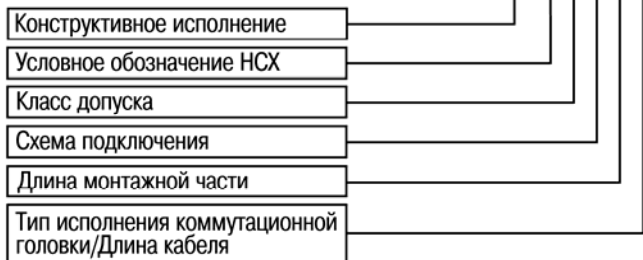 Конструктивное исполнение
Условное обозначение НСХ
Класс допуска
Схема подключения
Длина монтажной части
Тип исполнения коммутационной
головки/Длина кабеля